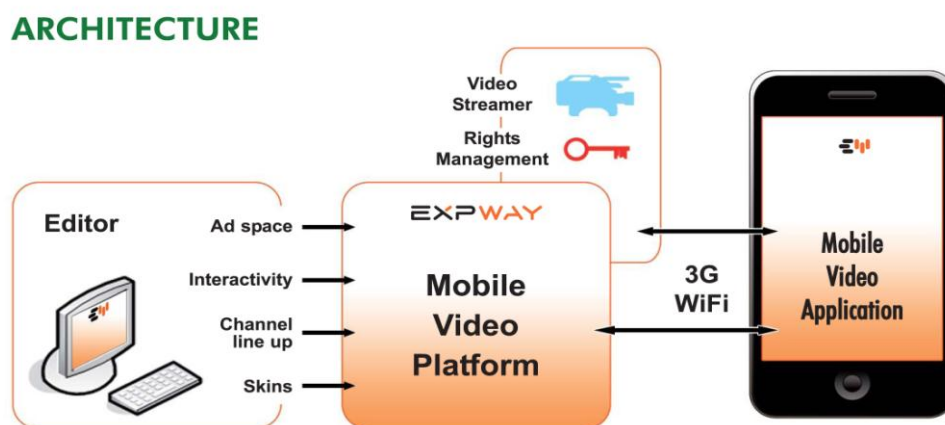 ARCHITECTURE
Video
Streamer
Rights
Management
Editor
Ad space
Interactivity
Channel
line up
Skins
EXPWAY
Mobile
Video
Platform
3G
WiFi
Mobile
Video
Application